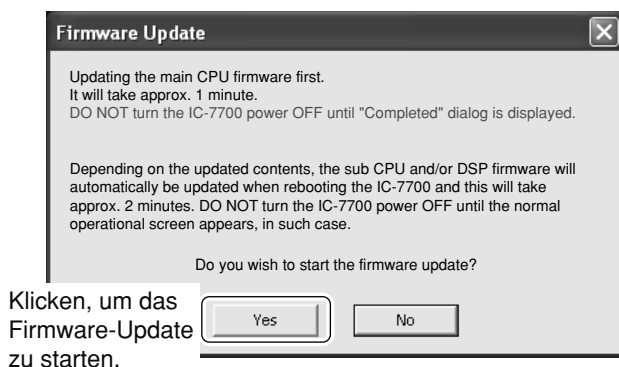 Firmware Update
Updating the main CPU firmware first.
It will take approx. 1 minute.
DO NOT turn the IC-7700 power OFF until "Completed" dialog is displayed.
Depending on the updated contents, the sub CPU and/or DSP firmware will
automatically be updated when rebooting the IC-7700 and this will take
approx. 2 minutes. DO NOT turn the IC-7700 power OFF until the normal
operational screen appears, in such case.
Do you wish to start the firmware update?
Klicken, um das
Firmware-Update
zu starten.
Yes
No